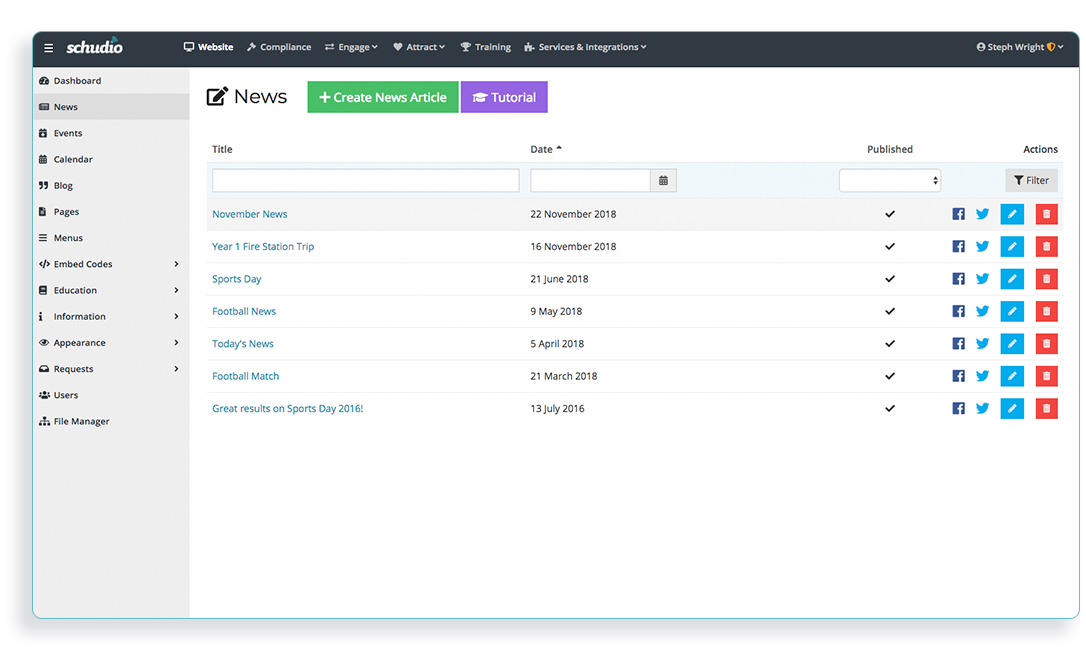 schudio
Website Compliance Engage Attract Training Services & Integrations Steph Wright
Dashboard
News
Events
Calendar
Blog
Pages
Menus
Embed Codes
Education
Information
Appearance
Requests
Users
File Manager
News + Create News Article Tutorial
Title Date Published Actions
Filter
November News 22 November 2018
Year 1 Fire Station Trip 16 November 2018
Sports Day 21 June 2018
Football News 9 May 2018
Today's News 5 April 2018
Football Match 21 March 2018
Great results on Sports Day 2016! 13 July 2016